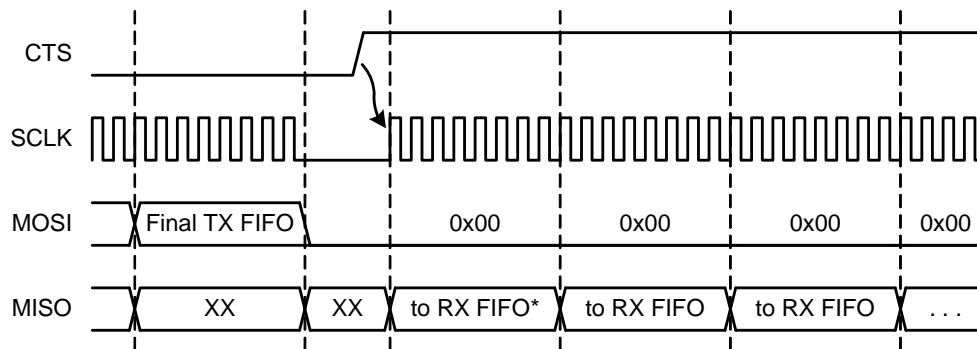 CTS
SCLK
MOSI Final TX FIFO 0x00 0x00 0x00 0x00
MISO XX XX to RX FIFO* to RX FIFO to RX FIFO . . .